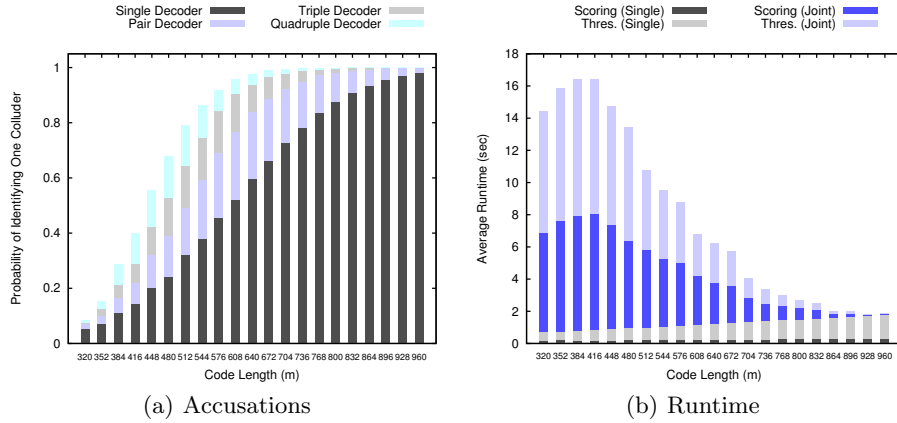 Single Decoder
Pair Decoder
Triple Decoder
Quadruple Decoder
Probability of Identifying One Colluder
1
0.8
0.6
0.4
0.2
0
320 352 384 416 448 480 512 544 576 608 640 672 704 736 768 800 832 864 896 928 960
Code Length (m)
(a) Accusations
Scoring (Single)
Thres. (Single)
Scoring (Joint)
Thres. (Joint)
Average Runtime (sec)
18
16
14
12
10
8
6
4
2
0
320 352 384 416 448 480 512 544 576 608 640 672 704 736 768 800 832 864 896 928 960
Code Length (m)
(b) Runtime